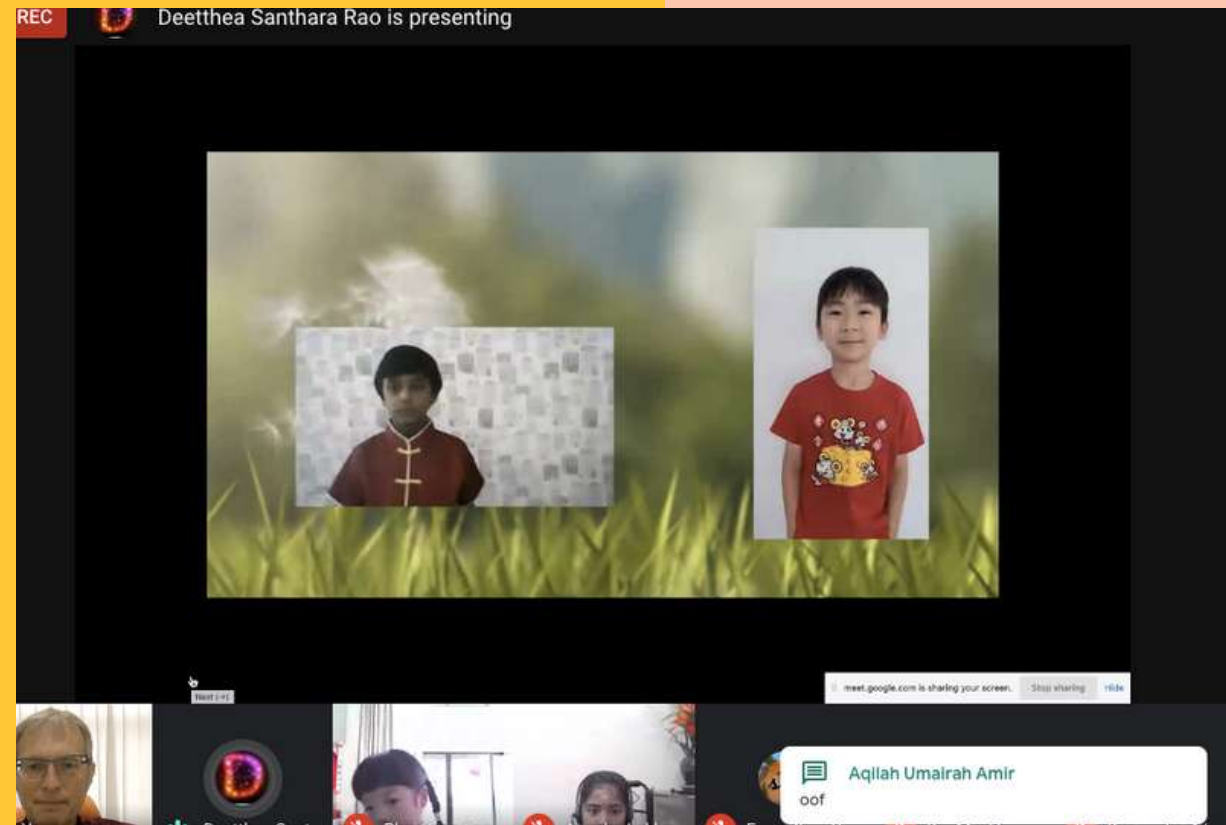 REC
Deetthea Santhara Rao is presenting
Next (→)
meet.google.com is sharing your screen.
Stop sharing
Hide
Aqilah Umairah Amir
oof